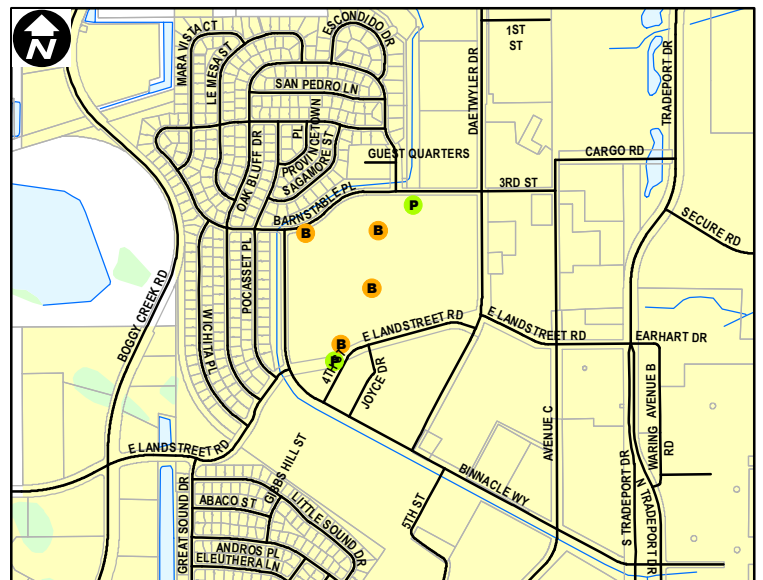 N
MARA VISTA CT
LE MESA ST
ESCONDIDO DR
1ST
ST
DAETWYLER DR
TRADEPORT DR
SAN PEDRO LN
OAK BLUFF DR
PROVINCETOWN
PL
SAGAMORE ST
GUEST QUARTERS
CARGO RD
BARNSTABLE PL
3RD ST
P
SECURE RD
B
B
BOGGY CREEK RD
WICHITA PL
POCASSET PL
B
E LANDSTREET RD
E LANDSTREET RD
EARHART DR
B
4TH ST
JOYCE DR
AVENUE C
WARING
RD
AVENUE B
E LANDSTREET RD
GREAT SOUND DR
ABACO ST
GIBBS HILL ST
LITTLE SOUND DR
ANDROS PL
ELEUTHERA LN
5TH ST
BINNACLE WY
S TRADEPORT DR
N TRADEPORT DR